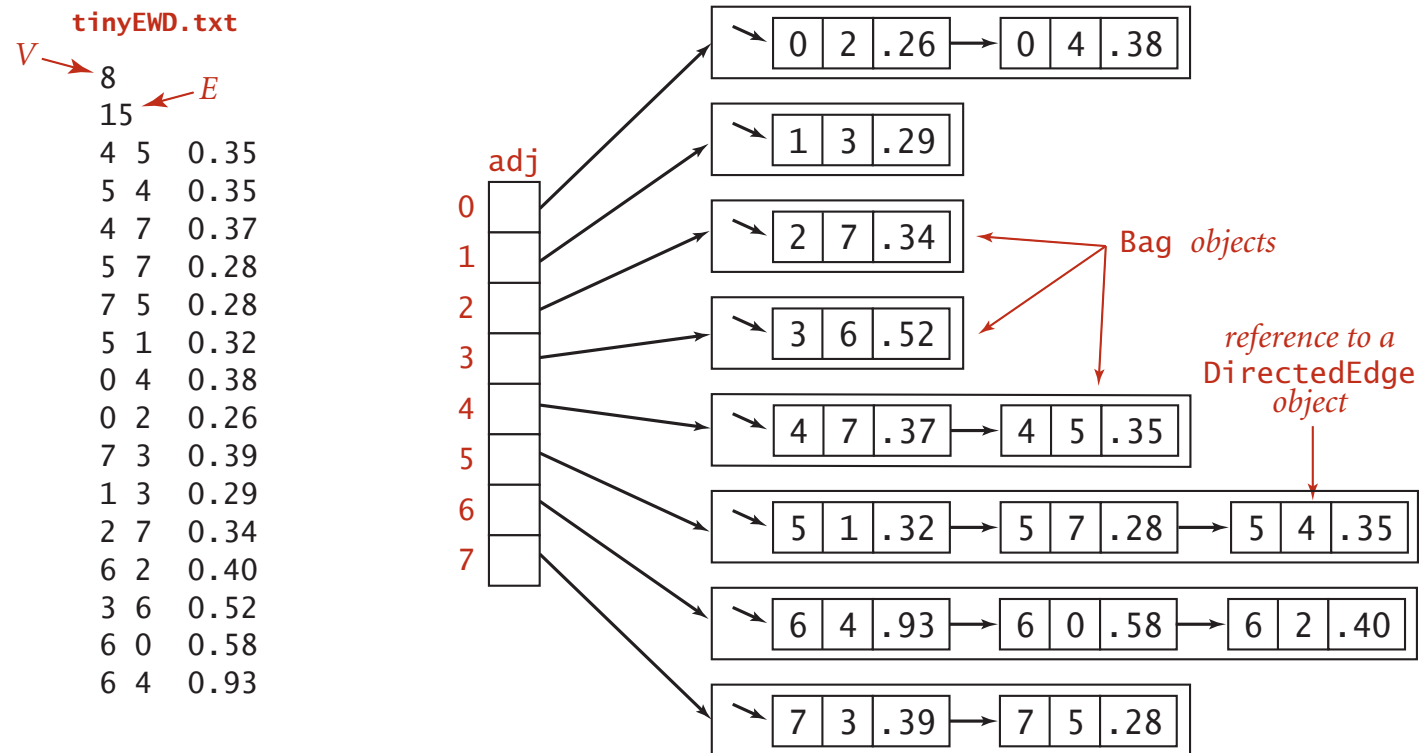 tinyEWD.txt
V
8
E
15
4 5 0.35
5 4 0.35
4 7 0.37
5 7 0.28
7 5 0.28
5 1 0.32
0 4 0.38
0 2 0.26
7 3 0.39
1 3 0.29
2 7 0.34
6 2 0.40
3 6 0.52
6 0 0.58
6 4 0.93
adj
0
1
2
3
4
5
6
7
0 2 .26 0 4 .38
1 3 .29
2 7 .34
3 6 .52
4 7 .37 4 5 .35
5 1 .32 5 7 .28 5 4 .35
6 4 .93 6 0 .58 6 2 .40
7 3 .39 7 5 .28
Bag objects
reference to a
DirectedEdge
object